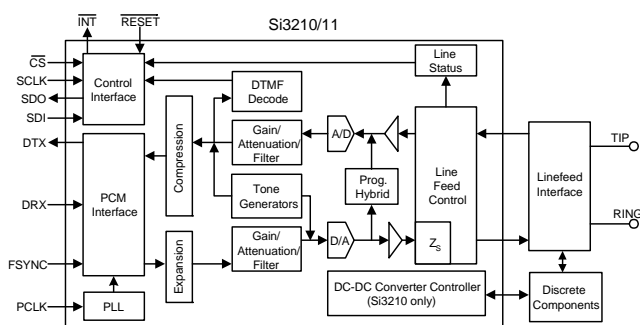 INT
RESET
Si3210/11
CS
SCLK
SDO
SDI
DTX
DRX
FSYNC
PCLK
Control
Interface
PCM
Interface
PLL
Compression
Expansion
DTMF
Decode
Gain/
Attenuation/
Filter
Tone
Generators
Gain/
Attenuation/
Filter
A/D
Prog.
Hybrid
D/A
Line
Status
Line
Feed
Control
ZS
DC-DC Converter Controller
(Si3210 only)
Linefeed
Interface
Discrete
Components
TIP
RING